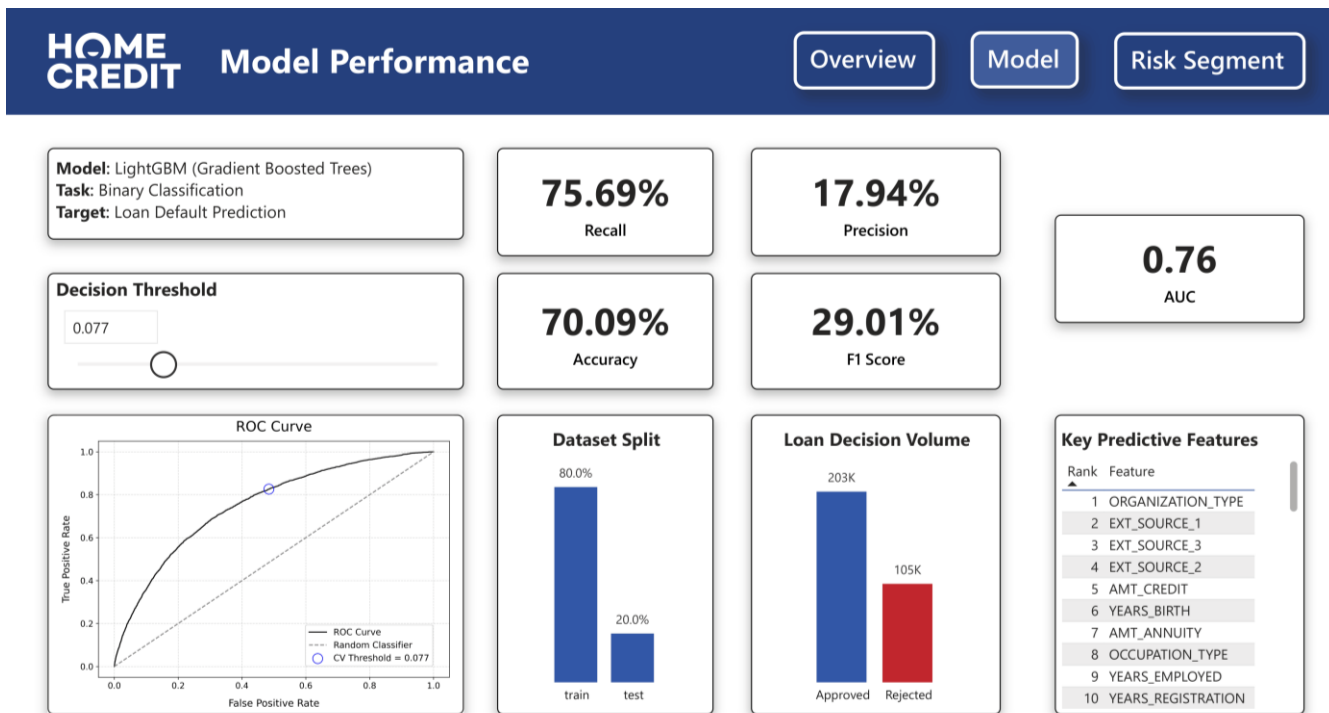 HOME
CREDIT
Model Performance
Overview
Model
Risk Segment
Model: LightGBM (Gradient Boosted Trees)
Task: Binary Classification
Target: Loan Default Prediction
75.69%
Recall
17.94%
Precision
0.76
AUC
Decision Threshold
0.077
70.09%
Accuracy
29.01%
F1 Score
ROC Curve
1.0
0.8
0.6
0.4
0.2
0.0
True Positive Rate
ROC Curve
Random Classifier
CV Threshold = 0.077
0.0 0.2 0.4 0.6 0.8 1.0
False Positive Rate
Dataset Split
80.0%
20.0%
train test
Loan Decision Volume
203K
105K
Approved Rejected
Key Predictive Features
Rank Feature
1 ORGANIZATION_TYPE
2 EXT_SOURCE_1
3 EXT_SOURCE_3
4 EXT_SOURCE_2
5 AMT_CREDIT
6 YEARS_BIRTH
7 AMT_ANNUITY
8 OCCUPATION_TYPE
9 YEARS_EMPLOYED
10 YEARS_REGISTRATION